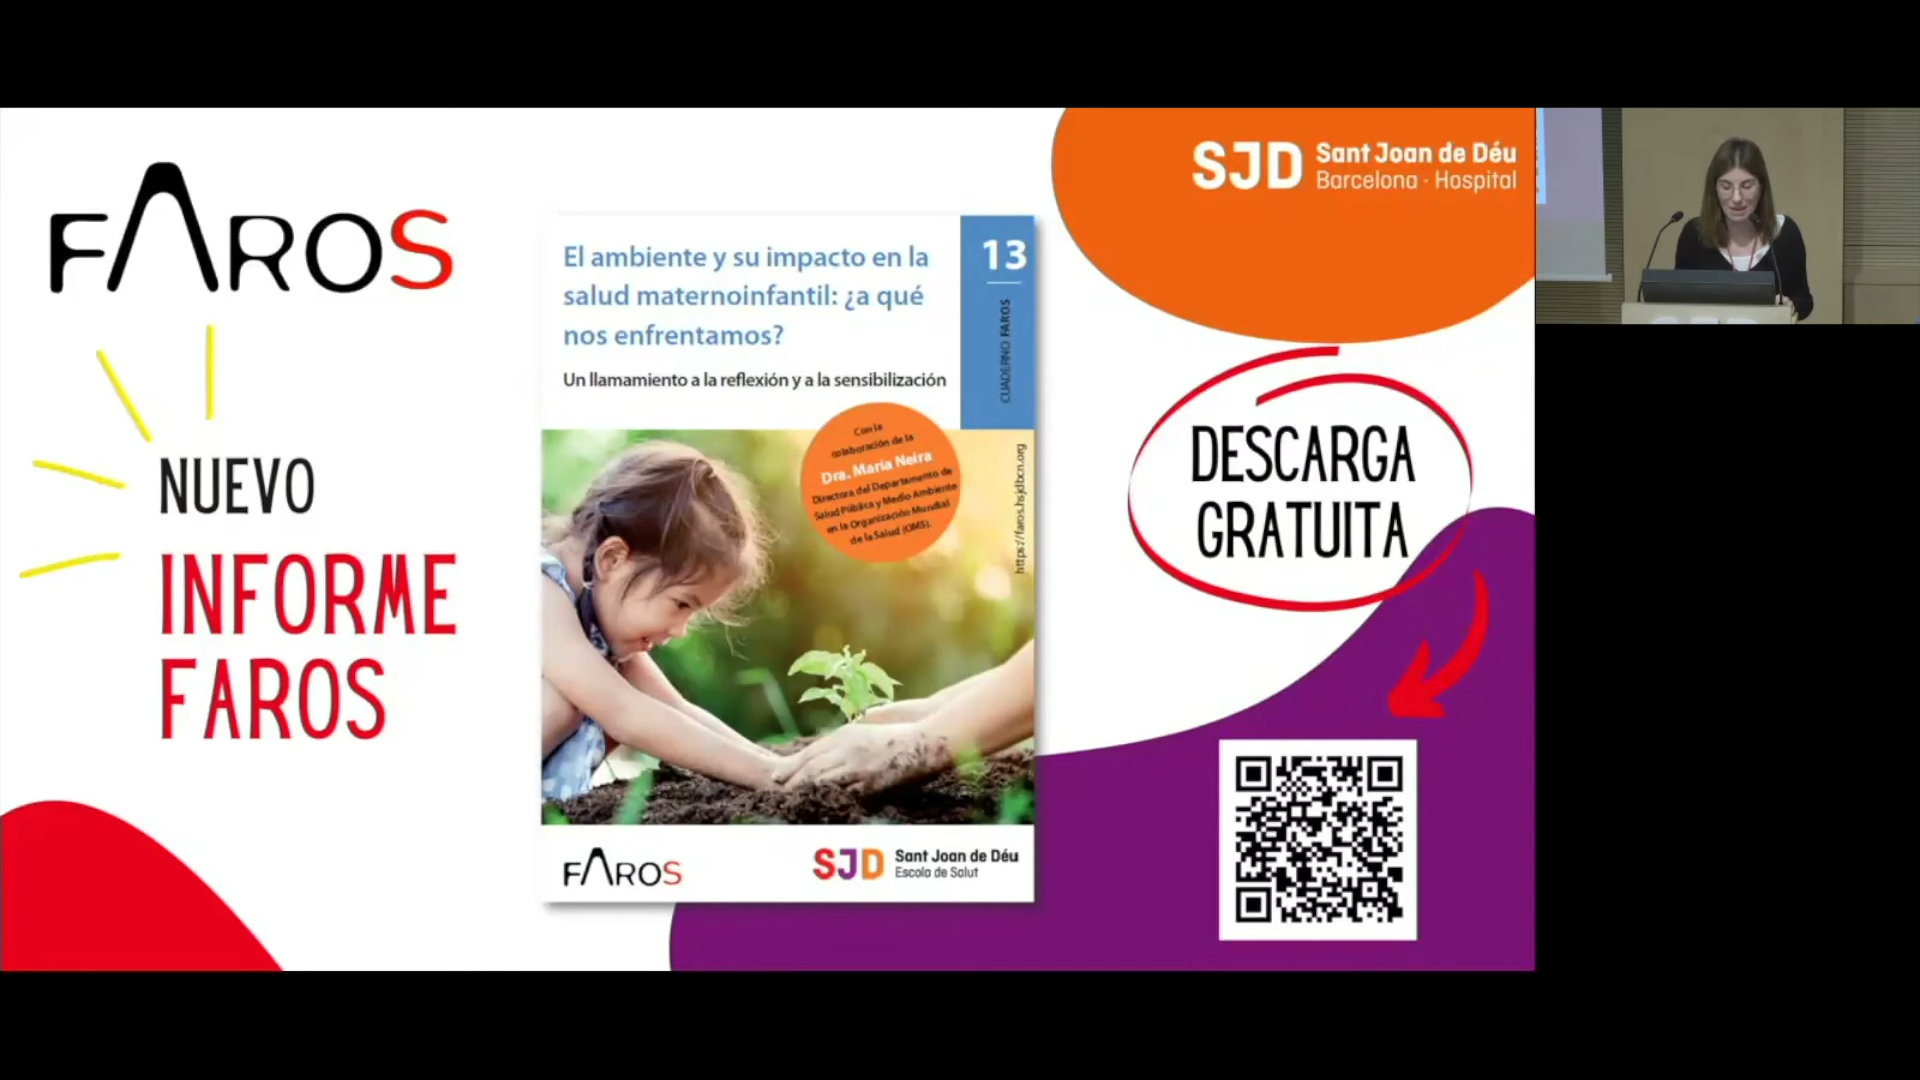 FAROS
NUEVO
INFORME
FAROS
El ambiente y su impacto en la
salud maternoinfantil: ¿a qué
nos enfrentamos?
Un llamamiento a la reflexión y a la sensibilización
13
CUADERNO FAROS
Con la
colaboración de la
Dra. María Neira
Directora del Departamento de
Salud Pública y Medio Ambiente
en la Organización Mundial
de la Salud (OMS).
https://faros.hsjdbcn.org
FAROS
SJD
Sant Joan de Déu
Escola de Salut
SJD
Sant Joan de Déu
Barcelona · Hospital
DESCARGA
GRATUITA